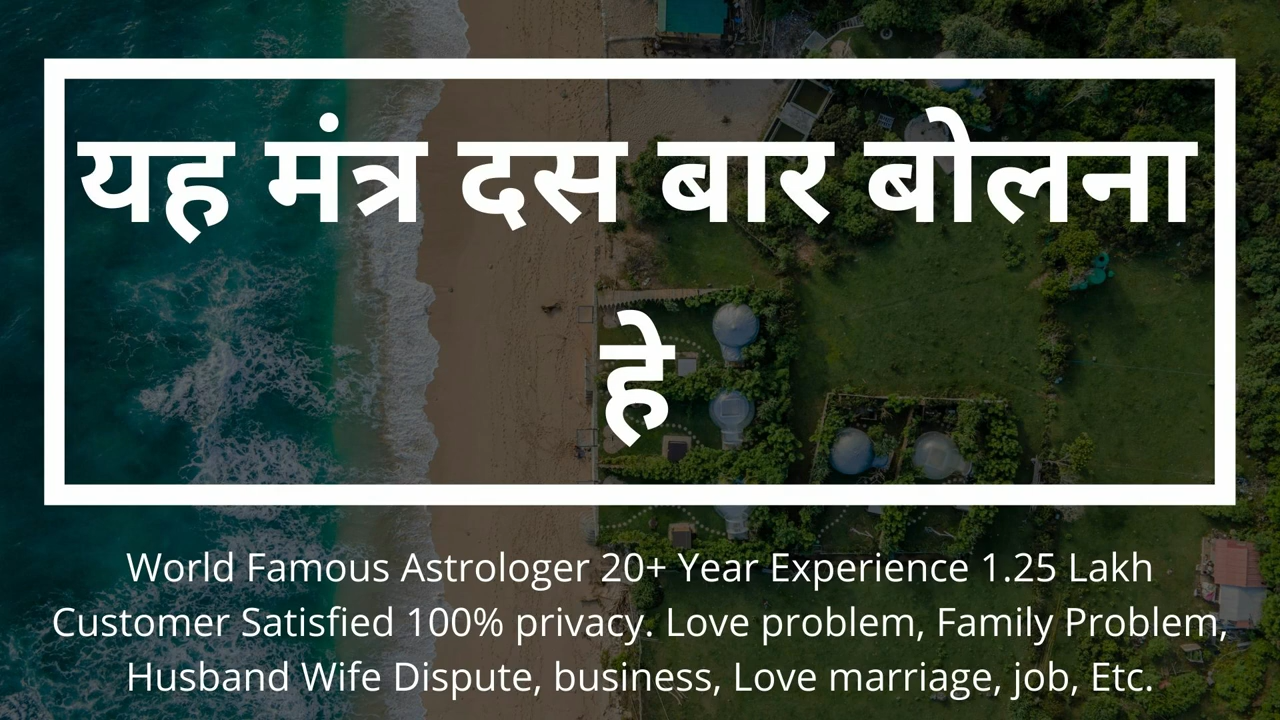 यह मंत्र दस बार बोलना
हे
World Famous Astrologer 20+ Year Experience 1.25 Lakh
Customer Satisfied 100% privacy. Love problem, Family Problem,
Husband Wife Dispute, business, Love marriage, job, Etc.